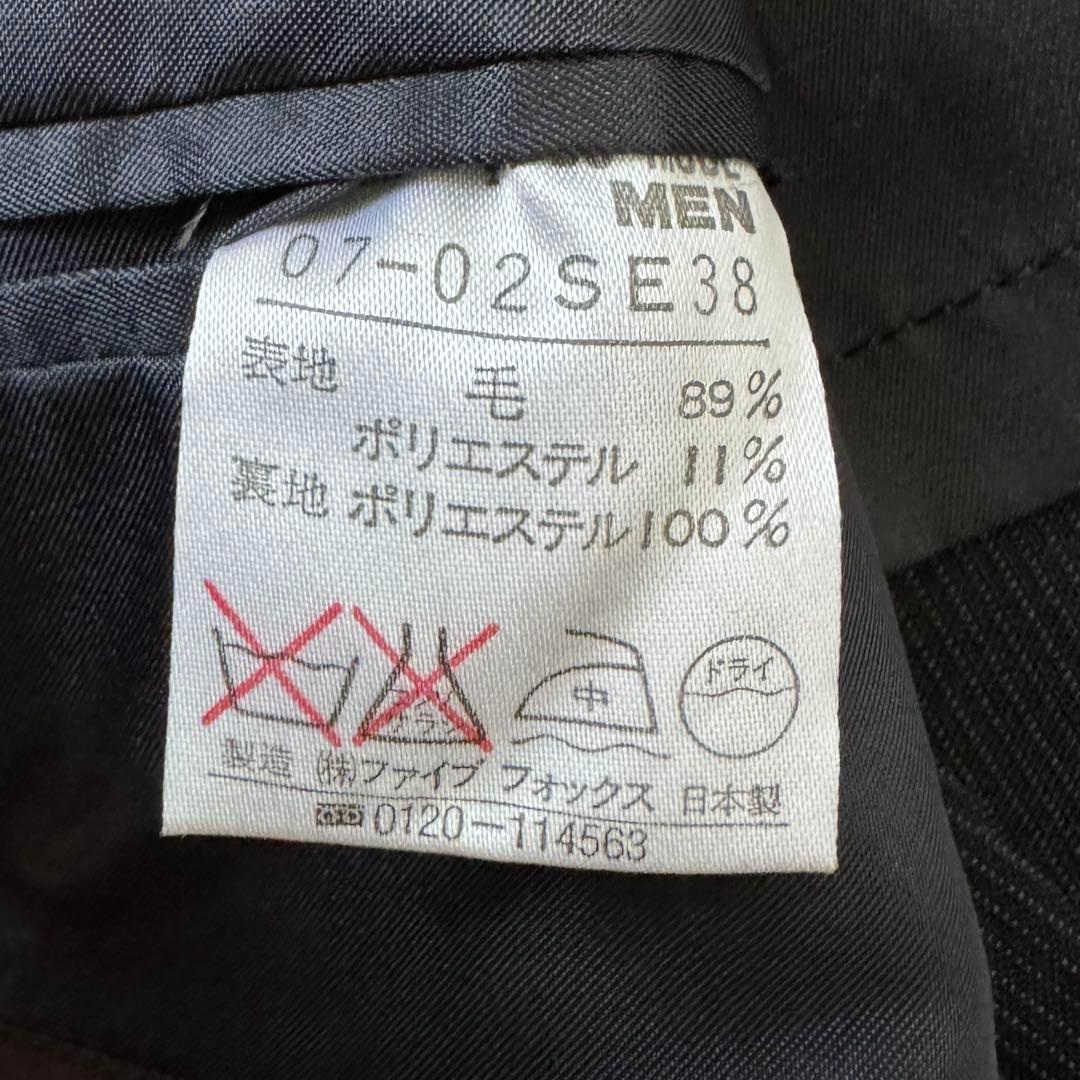 MEN
07-02SE38
表地 毛 89%
ポリエステル 11%
裏地 ポリエステル100%
中 ドライ
製造 (株)ファイブ フォックス 日本製
0120-114563